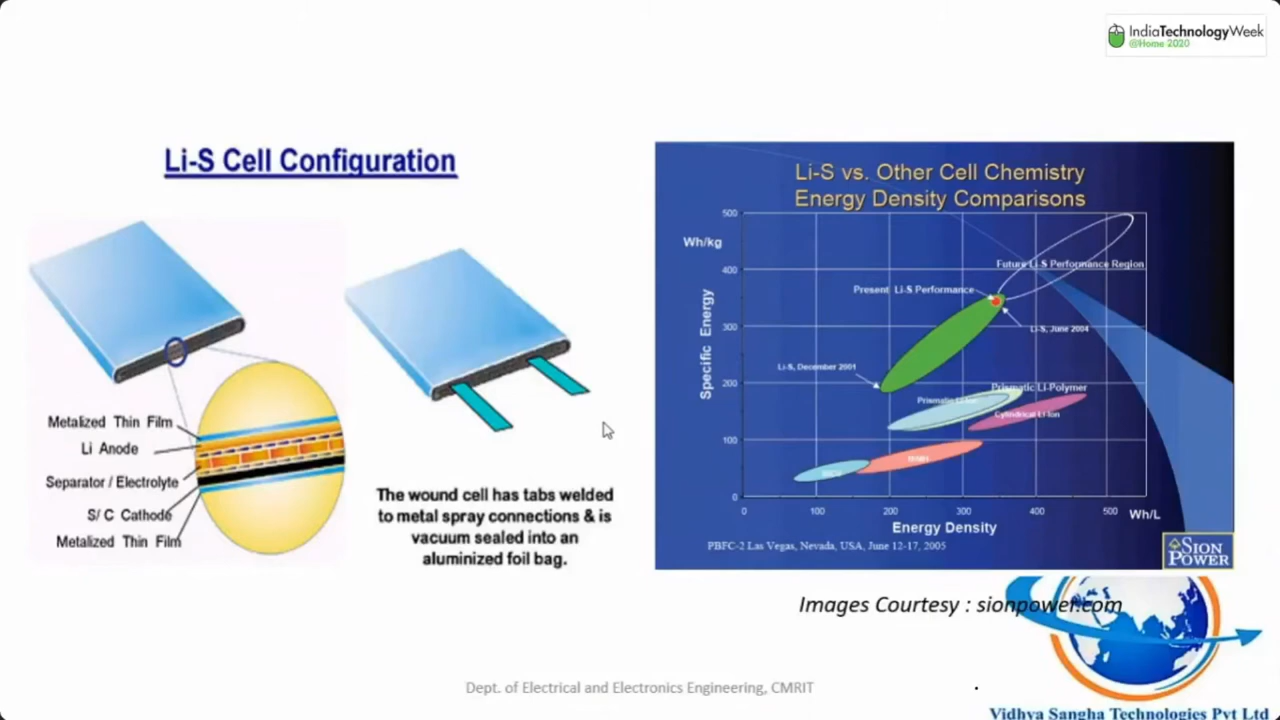 IndiaTechnologyWeek
@Home 2020
Li-S Cell Configuration
Metalized Thin Film
Li Anode
Separator / Electrolyte
S/ C Cathode
Metalized Thin Film
The wound cell has tabs welded
to metal spray connections & is
vacuum sealed into an
aluminized foil bag.
Li-S vs. Other Cell Chemistry
Energy Density Comparisons
Wh/kg
Specific Energy
500
400
300
200
100
0
Future Li-S Performance Region
Present Li-S Performance
Li-S, June 2004
Li-S, December 2001
Prismatic Li-Polymer
Prismatic Li-Ion
Cylindrical Li-Ion
0 100 200 300 400 500 Wh/L
Energy Density
PBFC-2 Las Vegas, Nevada, USA, June 12-17, 2005
SION
POWER
Images Courtesy : sionpower.com
Dept. of Electrical and Electronics Engineering, CMRIT
Vidhya Sangha Technologies Pvt Ltd